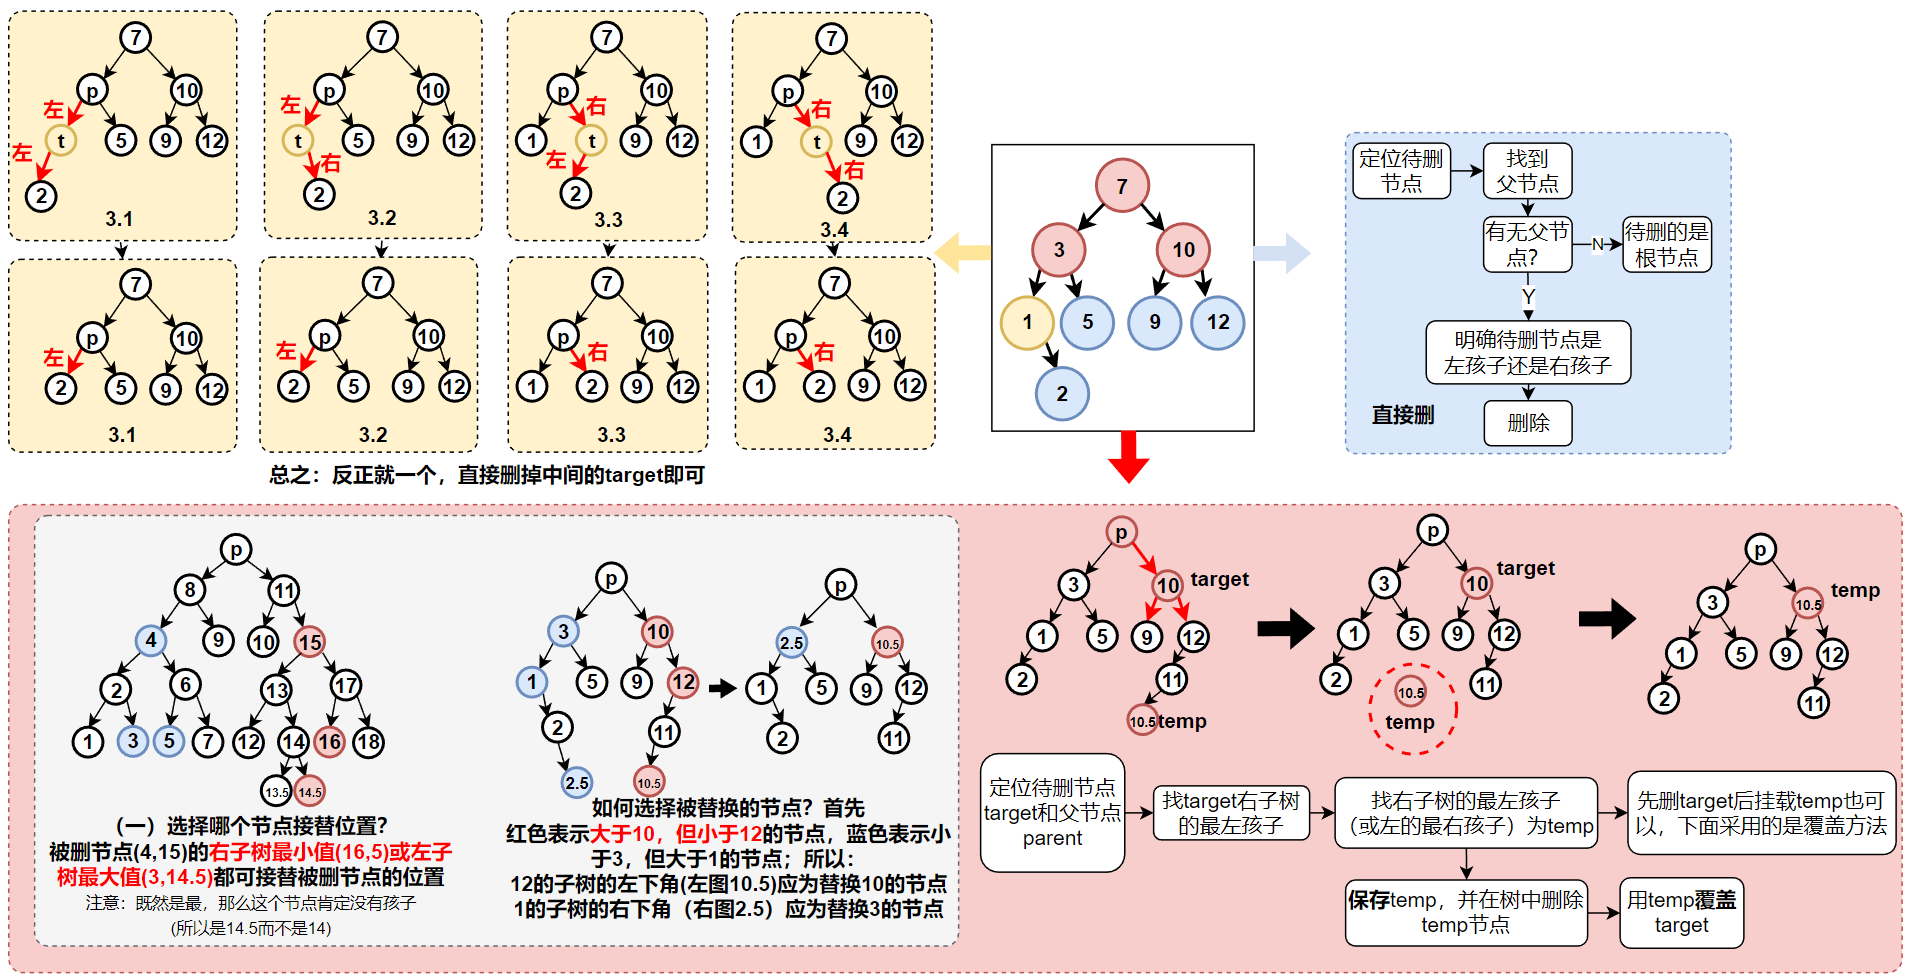 7
p
10
左
t
5
9
12
左
2
3.1
7
p
10
左
t
5
9
12
右
2
3.2
7
p
10
右
1
t
9
12
左
2
3.3
7
p
10
右
1
t
9
12
右
2
3.4
7
p
10
左
2
5
9
12
3.1
7
p
10
左
2
5
9
12
3.2
7
p
10
右
1
2
9
12
3.3
7
p
10
右
1
2
9
12
3.4
总之：反正就一个，直接删掉中间的target即可
7
3
10
1
5
9
12
2
定位待删
节点
找到
父节点
有无父节
点？
N
待删的是
根节点
Y
明确待删节点是
左孩子还是右孩子
直接删
删除
p
8
11
4
9
10
15
2
6
13
17
1
3
5
7
12
14
16
18
13.5
14.5
（一）选择哪个节点接替位置？
被删节点(4,15)的右子树最小值(16,5)或左子
树最大值(3,14.5)都可接替被删节点的位置
注意：既然是最，那么这个节点肯定没有孩子
(所以是14.5而不是14)
p
3
10
1
5
9
12
2
11
2.5
10.5
p
2.5
10.5
1
5
9
12
2
11
如何选择被替换的节点？首先
红色表示大于10，但小于12的节点，蓝色表示小
于3，但大于1的节点；所以：
12的子树的左下角(左图10.5)应为替换10的节点
1的子树的右下角（右图2.5）应为替换3的节点
p
3
10
target
1
5
9
12
2
11
10.5
temp
p
3
10
target
1
5
9
12
2
11
10.5
temp
p
3
10.5
temp
1
5
9
12
2
11
定位待删节点
target和父节点
parent
找target右子树
的最左孩子
找右子树的最左孩子
（或左的最右孩子）为temp
先删target后挂载temp也可
以，下面采用的是覆盖方法
保存temp，并在树中删除
temp节点
用temp覆盖
target